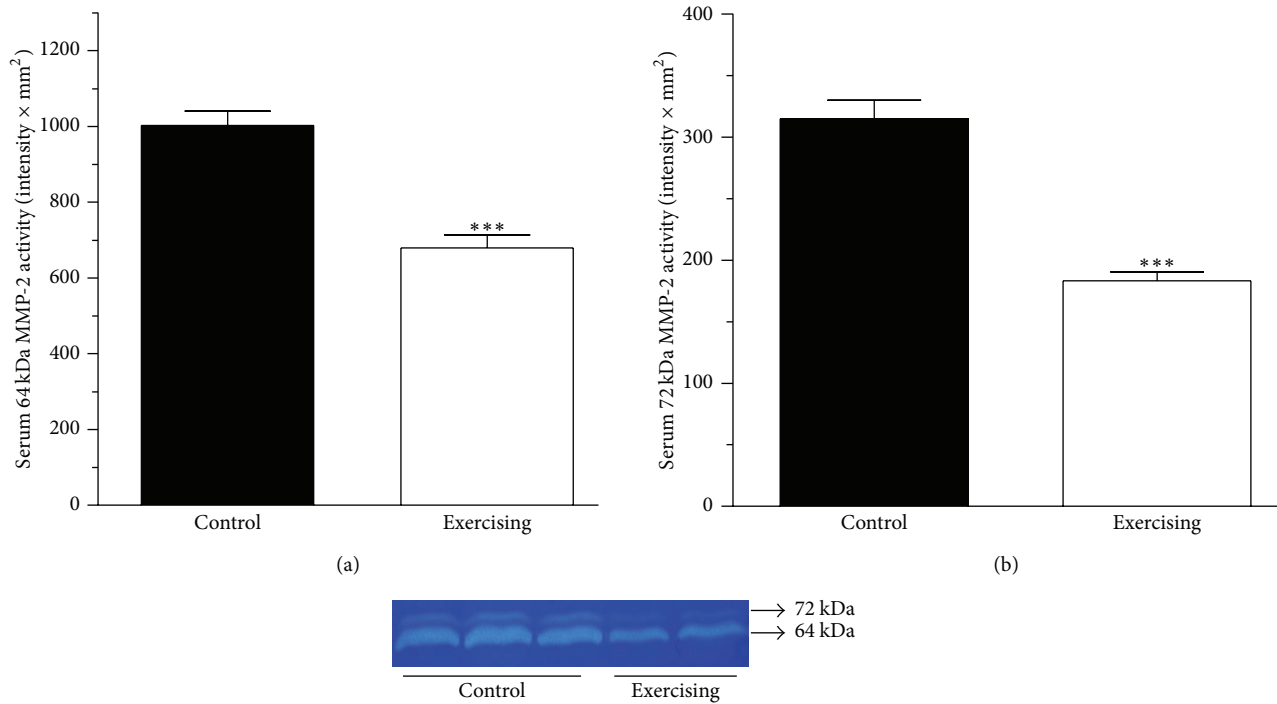 Serum 64 kDa MMP-2 activity (intensity × mm²)
1200
1000
800
600
400
200
0
***
Control Exercising
(a)
Serum 72 kDa MMP-2 activity (intensity × mm²)
400
300
200
100
0
***
Control Exercising
(b)
72 kDa
64 kDa
Control Exercising